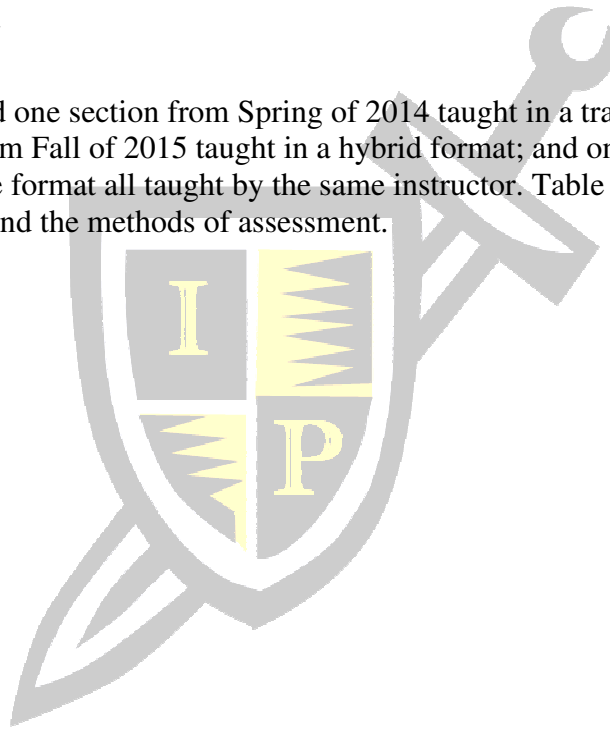 d one section from Spring of 2014 taught in a tra
m Fall of 2015 taught in a hybrid format; and on
e format all taught by the same instructor. Table
nd the methods of assessment.
I
P